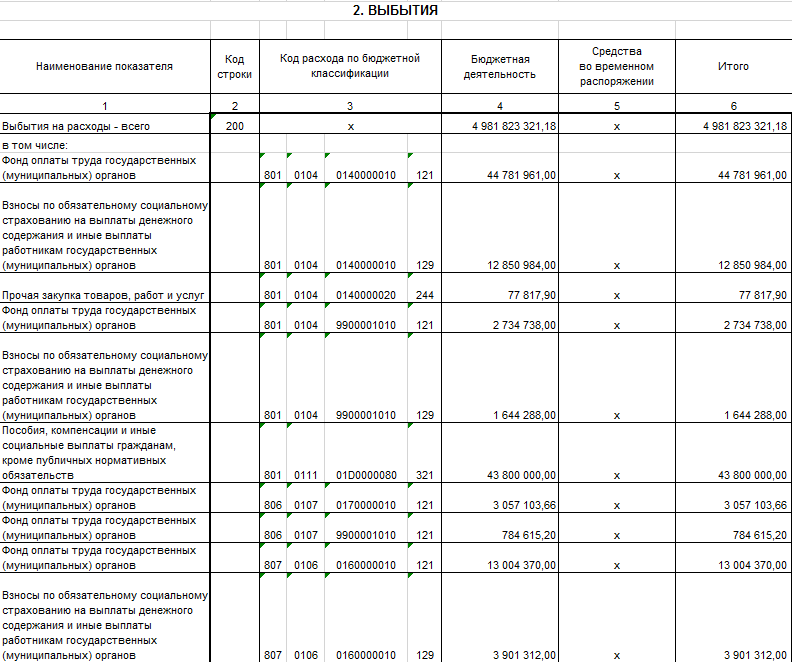 2. ВЫБЫТИЯ
Наименование показателя
Код
строки
Код расхода по бюджетной
классификации
Бюджетная
деятельность
Средства
во временном
распоряжении
Итого
1 2 3 4 5 6
Выбытия на расходы - всего 200 х 4 981 823 321,18 х 4 981 823 321,18
в том числе:
Фонд оплаты труда государственных
(муниципальных) органов 801 0104 0140000010 121 44 781 961,00 х 44 781 961,00
Взносы по обязательному социальному
страхованию на выплаты денежного
содержания и иные выплаты
работникам государственных
(муниципальных) органов 801 0104 0140000010 129 12 850 984,00 х 12 850 984,00
Прочая закупка товаров, работ и услуг 801 0104 0140000020 244 77 817,90 х 77 817,90
Фонд оплаты труда государственных
(муниципальных) органов 801 0104 9900001010 121 2 734 738,00 х 2 734 738,00
Взносы по обязательному социальному
страхованию на выплаты денежного
содержания и иные выплаты
работникам государственных
(муниципальных) органов 801 0104 9900001010 129 1 644 288,00 х 1 644 288,00
Пособия, компенсации и иные
социальные выплаты гражданам,
кроме публичных нормативных
обязательств 801 0111 01D0000080 321 43 800 000,00 х 43 800 000,00
Фонд оплаты труда государственных
(муниципальных) органов 806 0107 0170000010 121 3 057 103,66 х 3 057 103,66
Фонд оплаты труда государственных
(муниципальных) органов 806 0107 9900001010 121 784 615,20 х 784 615,20
Фонд оплаты труда государственных
(муниципальных) органов 807 0106 0160000010 121 13 004 370,00 х 13 004 370,00
Взносы по обязательному социальному
страхованию на выплаты денежного
содержания и иные выплаты
работникам государственных
(муниципальных) органов 807 0106 0160000010 129 3 901 312,00 х 3 901 312,00